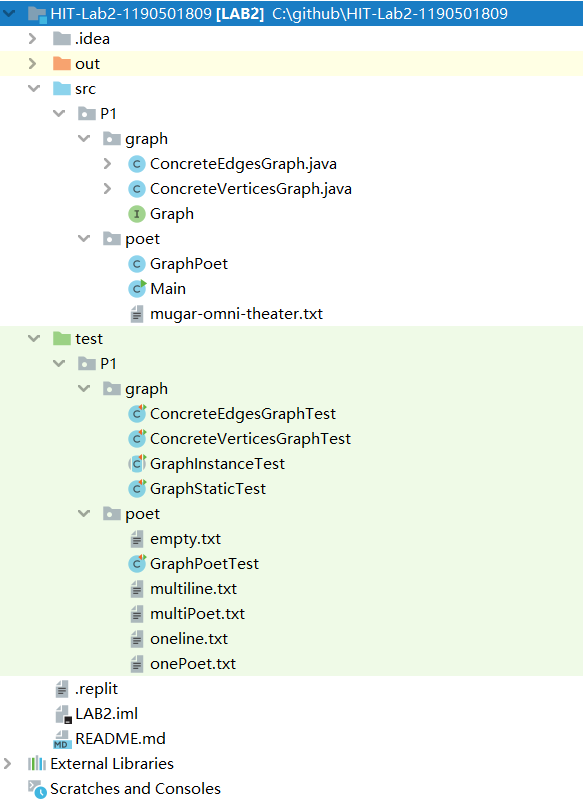 HIT-Lab2-1190501809 [LAB2] C:\github\HIT-Lab2-1190501809
.idea
out
src
P1
graph
C ConcreteEdgesGraph.java
C ConcreteVerticesGraph.java
I Graph
poet
C GraphPoet
C Main
mugar-omni-theater.txt
test
P1
graph
C ConcreteEdgesGraphTest
C ConcreteVerticesGraphTest
C GraphInstanceTest
C GraphStaticTest
poet
empty.txt
C GraphPoetTest
multiline.txt
multiPoet.txt
oneline.txt
onePoet.txt
.replit
LAB2.iml
MD README.md
External Libraries
Scratches and Consoles